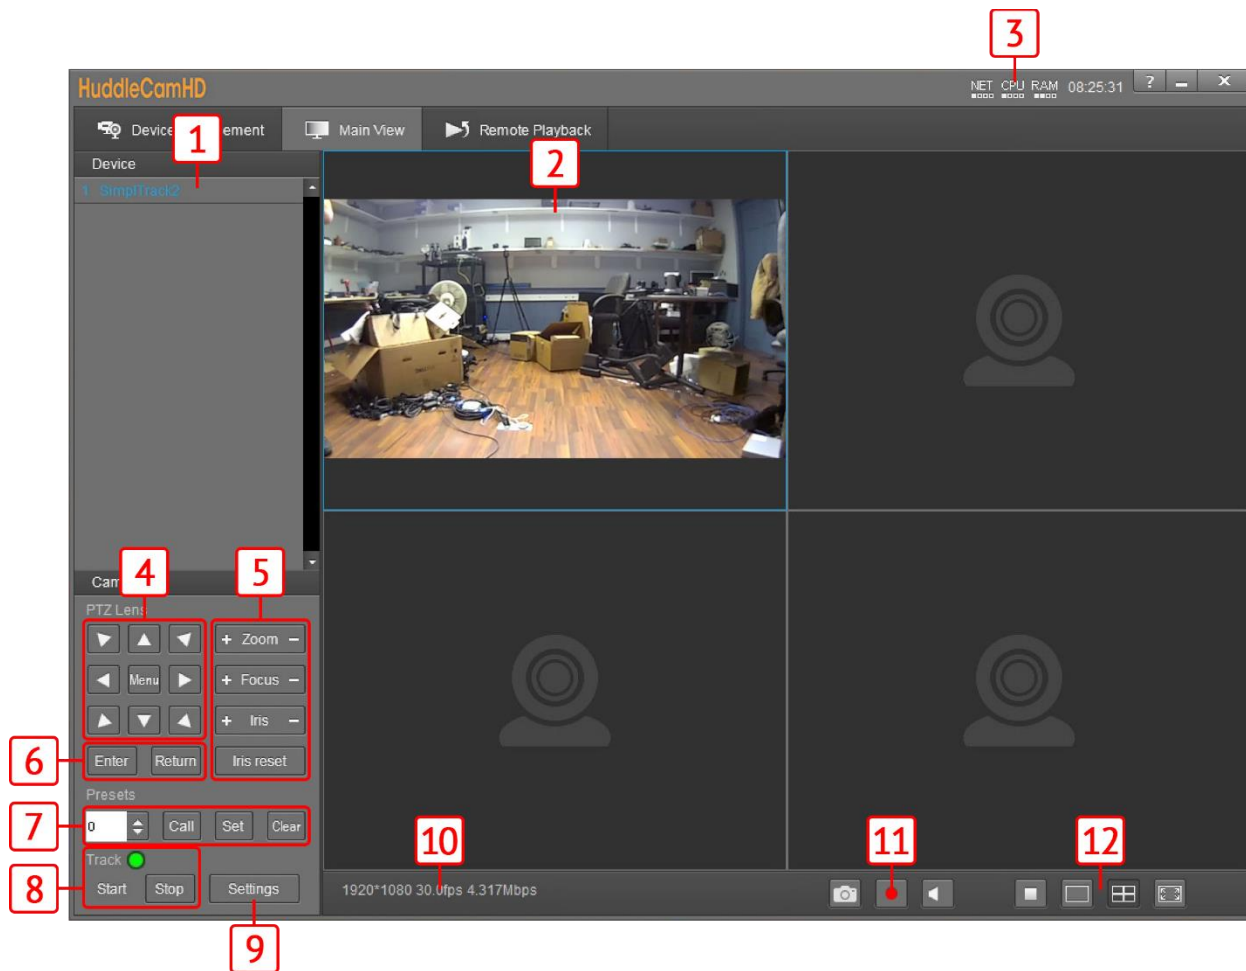 3
HuddleCamHD
NET CPU RAM 08:25:31 ?
Device ement Main View Remote Playback
1
2
Device
1 SimplTrack2
4
5
Cam
PTZ Lens
+ Zoom −
Menu + Focus −
+ Iris −
6
Enter Return Iris reset
Presets
7
0 Call Set Clear
10
11
12
Track
8
Start Stop Settings
1920*1080 30.0fps 4.317Mbps
9